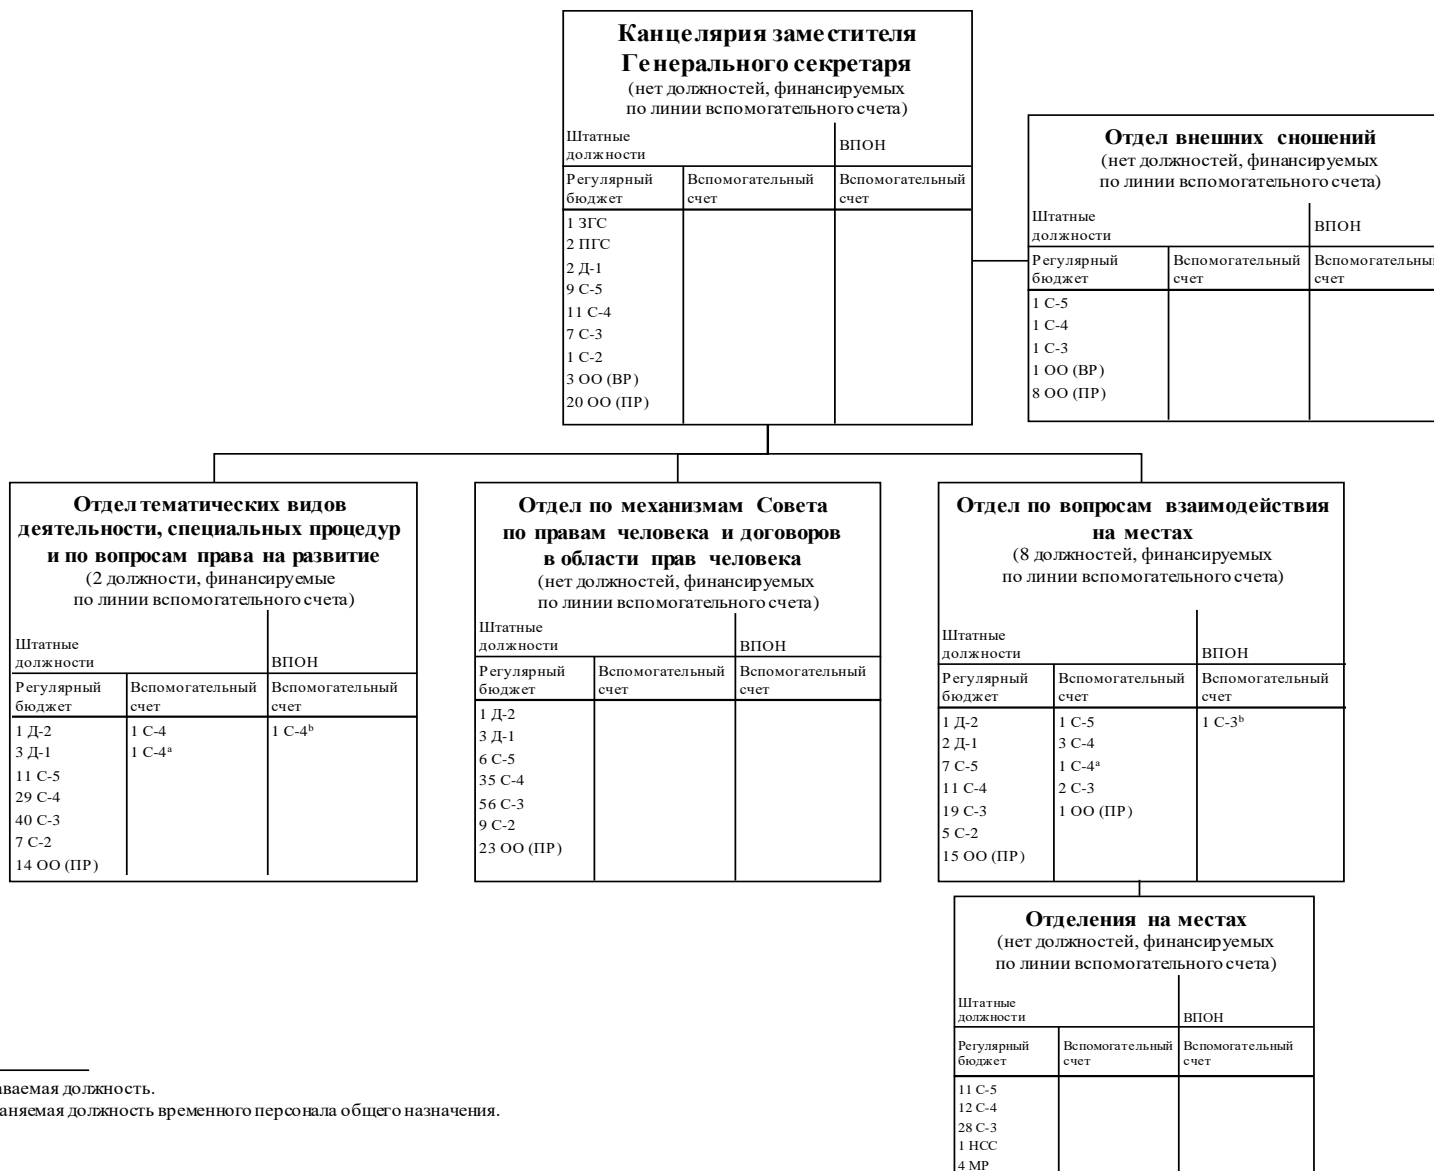 Канцелярия заместителя
Генерального секретаря
(нет должностей, финансируемых
по линии вспомогательного счета)
Штатные
должности
ВПОН
Регулярный
бюджет
Вспомогательный
счет
Вспомогательный
счет
1 ЗГС
2 ПГС
2 Д-1
9 С-5
11 С-4
7 С-3
1 С-2
3 ОО (ВР)
20 ОО (ПР)
Отдел внешних сношений
(нет должностей, финансируемых
по линии вспомогательного счета)
Штатные
должности
ВПОН
Регулярный
бюджет
Вспомогательный
счет
Вспомогательны
счет
1 С-5
1 С-4
1 С-3
1 ОО (ВР)
8 ОО (ПР)
Отдел тематических видов
деятельности, специальных процедур
и по вопросам права на развитие
(2 должности, финансируемые
по линии вспомогательного счета)
Штатные
должности
ВПОН
Регулярный
бюджет
Вспомогательный
счет
Вспомогательный
счет
1 Д-2
3 Д-1
11 С-5
29 С-4
40 С-3
7 С-2
14 ОО (ПР)
1 С-4
1 С-4ᵃ
1 С-4ᵇ
Отдел по механизмам Совета
по правам человека и договоров
в области прав человека
(нет должностей, финансируемых
по линии вспомогательного счета)
Штатные
должности
ВПОН
Регулярный
бюджет
Вспомогательный
счет
Вспомогательный
счет
1 Д-2
3 Д-1
6 С-5
35 С-4
56 С-3
9 С-2
23 ОО (ПР)
Отдел по вопросам взаимодействия
на местах
(8 должностей, финансируемых
по линии вспомогательного счета)
Штатные
должности
ВПОН
Регулярный
бюджет
Вспомогательный
счет
Вспомогательный
счет
1 Д-2
2 Д-1
7 С-5
11 С-4
19 С-3
5 С-2
15 ОО (ПР)
1 С-5
3 С-4
1 С-4ᵃ
2 С-3
1 ОО (ПР)
1 С-3ᵇ
Отделения на местах
(нет должностей, финансируемых
по линии вспомогательного счета)
Штатные
должности
ВПОН
Регулярный
бюджет
Вспомогательный
счет
Вспомогательный
счет
11 С-5
12 С-4
28 С-3
1 НСС
4 МР
ваемая должность.
аняемая должность временного персонала общего назначения.